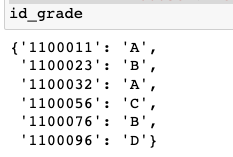 id_grade
{'1100011': 'A',
 '1100023': 'B',
 '1100032': 'A',
 '1100056': 'C',
 '1100076': 'B',
 '1100096': 'D'}